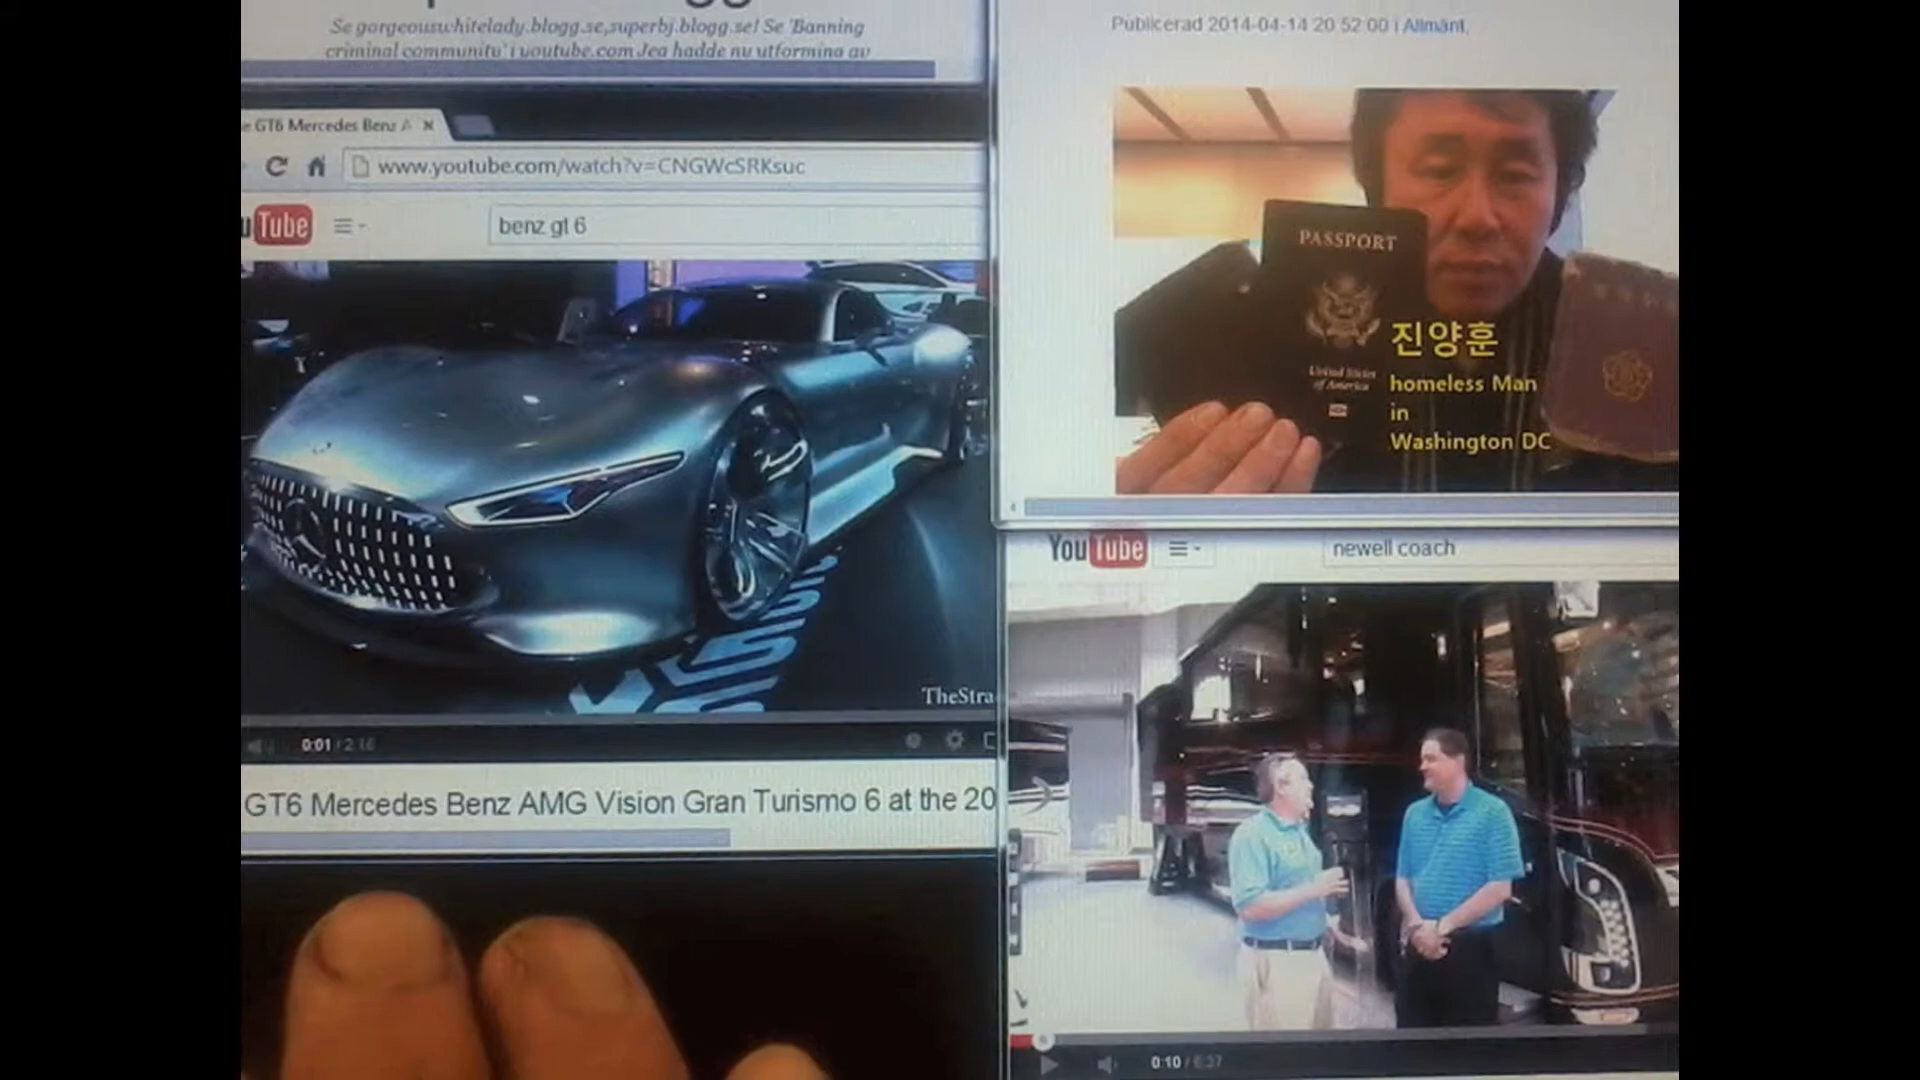 Se gorgeouswhitelady.blogg.se,superbj.blogg.se! Se 'Banning
criminal community' i youtube.com Jag hadde nu utformina av
e GT6 Mercedes Benz A
www.youtube.com/watch?v=CNGWcSRKsuc
uTube
benz gt 6
TheStra
0:01 / 2:16
GT6 Mercedes Benz AMG Vision Gran Turismo 6 at the 20
Publicerad 2014-04-14 20:52:00 i Allmänt,
PASSPORT
United States
of America
진양훈
homeless Man
in
Washington DC
YouTube
newell coach
0:10 / 6:37